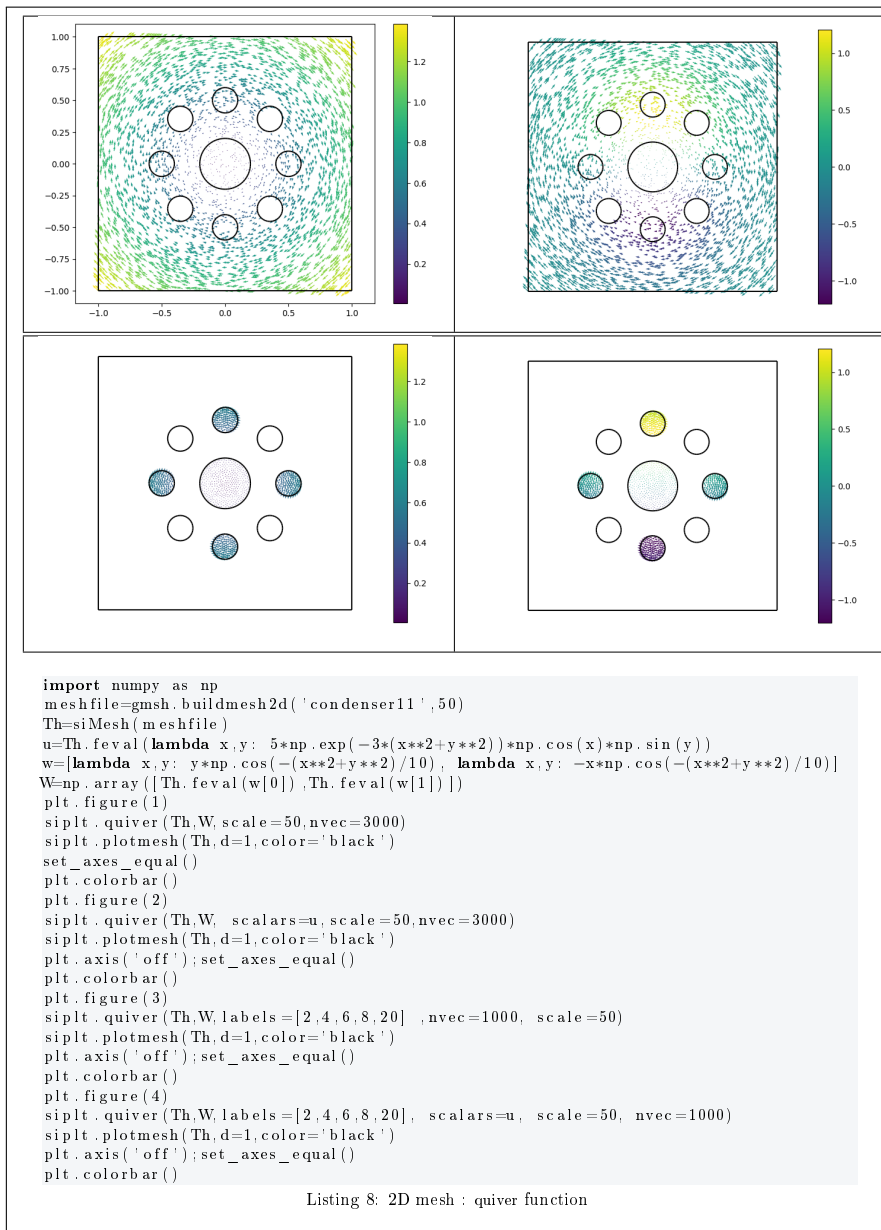 1.00
0.75
0.50
0.25
0.00
−0.25
−0.50
−0.75
−1.00
−1.0 −0.5 0.0 0.5 1.0
1.2
1.0
0.8
0.6
0.4
0.2
1.0
0.5
0.0
−0.5
−1.0
1.2
1.0
0.8
0.6
0.4
0.2
1.0
0.5
0.0
−0.5
−1.0
import numpy as np
meshfile=gmsh.buildmesh2d('condenser11',50)
Th=siMesh(meshfile)
u=Th.feval(lambda x,y: 5*np.exp(−3*(x**2+y**2))*np.cos(x)*np.sin(y))
w=[lambda x,y: y*np.cos(−(x**2+y**2)/10), lambda x,y: −x*np.cos(−(x**2+y**2)/10)]
W=np.array([Th.feval(w[0]),Th.feval(w[1])])
plt.figure(1)
siplt.quiver(Th,W,scale=50,nvec=3000)
siplt.plotmesh(Th,d=1,color='black')
set_axes_equal()
plt.colorbar()
plt.figure(2)
siplt.quiver(Th,W, scalars=u,scale=50,nvec=3000)
siplt.plotmesh(Th,d=1,color='black')
plt.axis('off');set_axes_equal()
plt.colorbar()
plt.figure(3)
siplt.quiver(Th,W,labels=[2,4,6,8,20] ,nvec=1000, scale=50)
siplt.plotmesh(Th,d=1,color='black')
plt.axis('off');set_axes_equal()
plt.colorbar()
plt.figure(4)
siplt.quiver(Th,W,labels=[2,4,6,8,20], scalars=u, scale=50, nvec=1000)
siplt.plotmesh(Th,d=1,color='black')
plt.axis('off');set_axes_equal()
plt.colorbar()
Listing 8: 2D mesh : quiver function